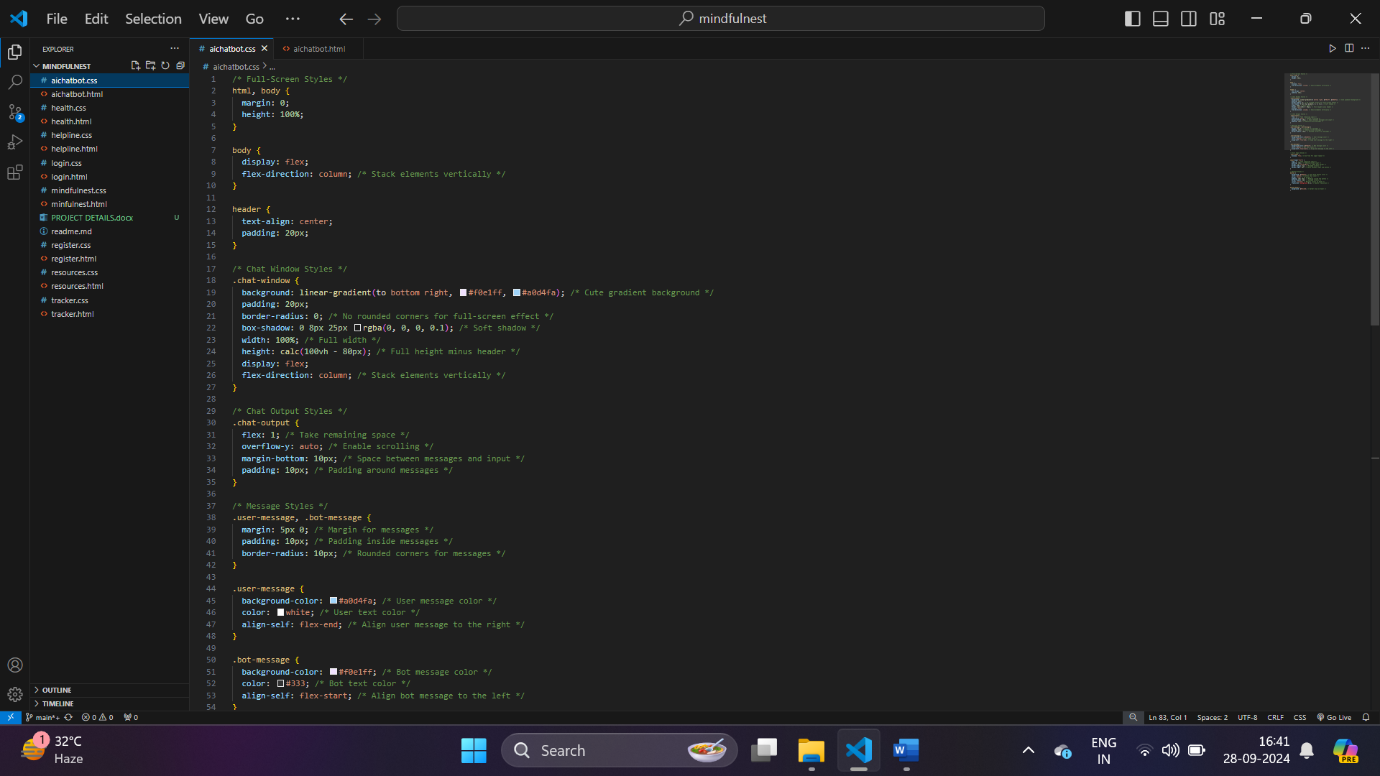 File Edit Selection View Go ··· mindfulnest
EXPLORER ···
MINDFULNEST
aichatbot.css
aichatbot.html
health.css
health.html
helpline.css
helpline.html
login.css
login.html
mindfulnest.css
minfulnest.html
PROJECT DETAILS.docx U
readme.md
register.css
register.html
resources.css
resources.html
tracker.css
tracker.html
OUTLINE
TIMELINE
2
# aichatbot.css <> aichatbot.html
# aichatbot.css > ...
1 /* Full-Screen Styles */
2 html, body {
3 margin: 0;
4 height: 100%;
5 }
6
7 body {
8 display: flex;
9 flex-direction: column; /* Stack elements vertically */
10 }
11
12 header {
13 text-align: center;
14 padding: 20px;
15 }
16
17 /* Chat Window Styles */
18 .chat-window {
19 background: linear-gradient(to bottom right, #f0e1ff, #a0d4fa); /* Cute gradient background */
20 padding: 20px;
21 border-radius: 0; /* No rounded corners for full-screen effect */
22 box-shadow: 0 8px 25px rgba(0, 0, 0, 0.1); /* Soft shadow */
23 width: 100%; /* Full width */
24 height: calc(100vh - 80px); /* Full height minus header */
25 display: flex;
26 flex-direction: column; /* Stack elements vertically */
27 }
28
29 /* Chat Output Styles */
30 .chat-output {
31 flex: 1; /* Take remaining space */
32 overflow-y: auto; /* Enable scrolling */
33 margin-bottom: 10px; /* Space between messages and input */
34 padding: 10px; /* Padding around messages */
35 }
36
37 /* Message Styles */
38 .user-message, .bot-message {
39 margin: 5px 0; /* Margin for messages */
40 padding: 10px; /* Padding inside messages */
41 border-radius: 10px; /* Rounded corners for messages */
42 }
43
44 .user-message {
45 background-color: #a0d4fa; /* User message color */
46 color: white; /* User text color */
47 align-self: flex-end; /* Align user message to the right */
48 }
49
50 .bot-message {
51 background-color: #f0e1ff; /* Bot message color */
52 color: #333; /* Bot text color */
53 align-self: flex-start; /* Align bot message to the left */
54 }
main*+ 0 0 0 Ln 83, Col 1 Spaces: 2 UTF-8 CRLF CSS Go Live
1 32°C
Haze
Search
W
ENG
IN
16:41
28-09-2024
PRE